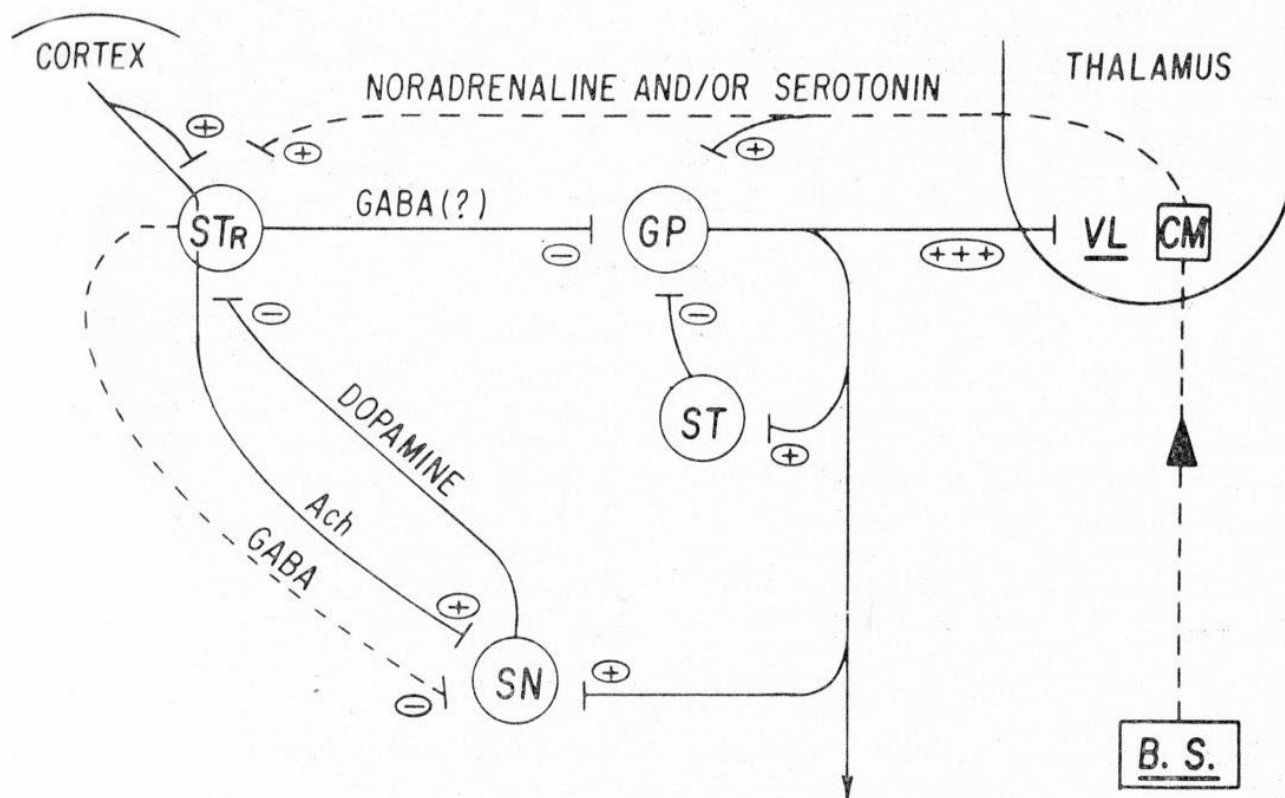 CORTEX
THALAMUS
NORADRENALINE AND/OR SEROTONIN
+
+
+
STR
GABA(?)
−
GP
+++
VL
CM
−
−
DOPAMINE
ST
+
Ach
GABA
+
−
SN
+
B. S.